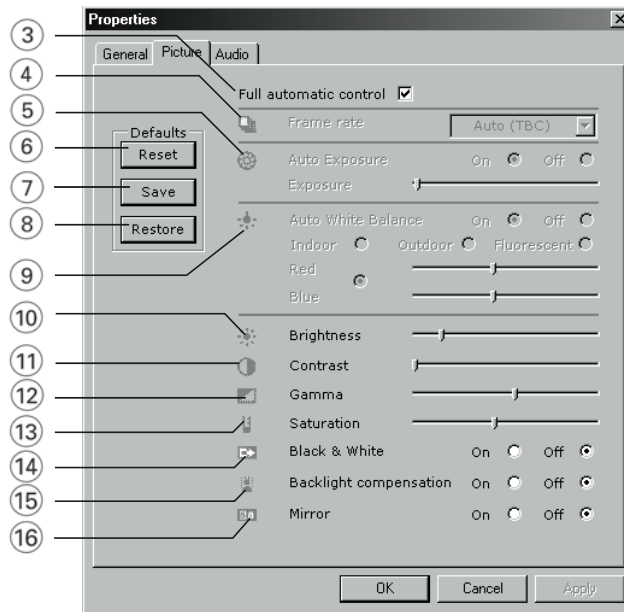 Properties
General Picture Audio
3
Full automatic control
4
Frame rate Auto (TBC)
Defaults
5
Auto Exposure On Off
6
Reset
Exposure
7
Save
8
Restore
Auto White Balance On Off
Indoor Outdoor Fluorescent
9
Red
Blue
10
Brightness
11
Contrast
12
Gamma
13
Saturation
14
Black & White On Off
15
Backlight compensation On Off
16
Mirror On Off
OK Cancel Apply